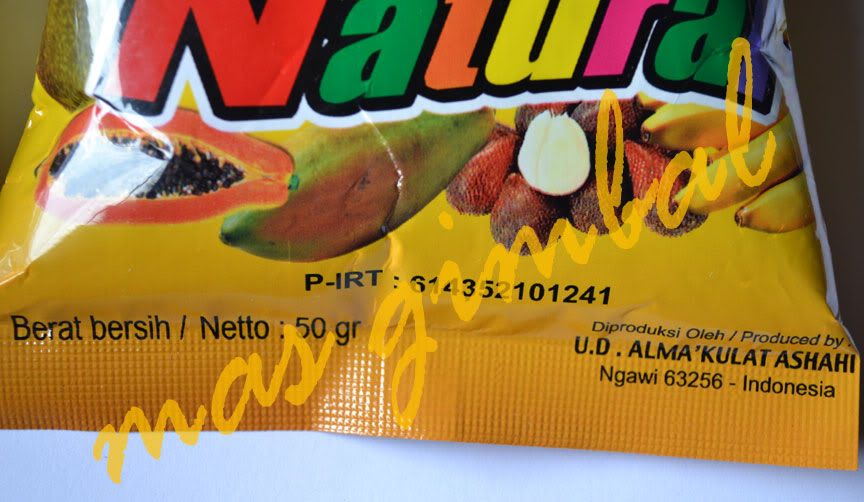 Natura
P-IRT : 614352101241
Berat bersih / Netto : 50 gr
Diproduksi Oleh / Produced by :
U.D . ALMA'KULAT ASHAHI
Ngawi 63256 - Indonesia
mas gimbal